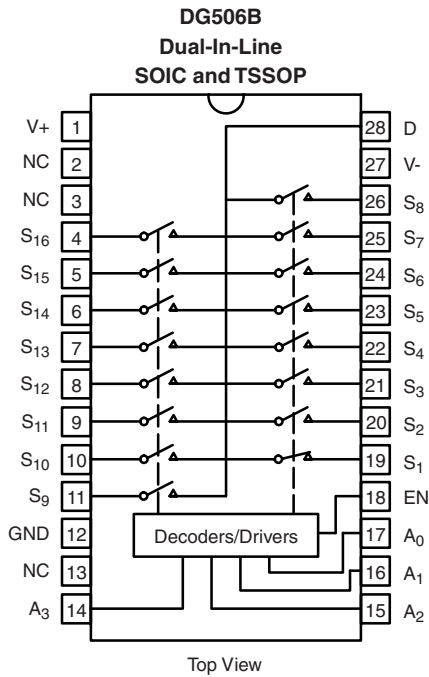 DG506B
Dual-In-Line
SOIC and TSSOP
V+ 1 28 D
NC 2 27 V-
NC 3 26 S8
S16 4 25 S7
S15 5 24 S6
S14 6 23 S5
S13 7 22 S4
S12 8 21 S3
S11 9 20 S2
S10 10 19 S1
S9 11 18 EN
GND 12 Decoders/Drivers 17 A0
NC 13 16 A1
A3 14 15 A2
Top View